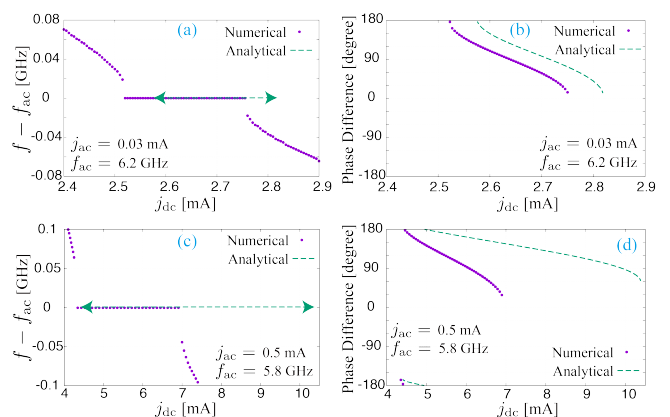 0.08
0.04
0
-0.04
-0.08
f − f_ac [GHz]
(a)
Numerical
Analytical
j_ac = 0.03 mA
f_ac = 6.2 GHz
2.4 2.5 2.6 2.7 2.8 2.9
j_dc [mA]
180
90
0
-90
-180
Phase Difference [degree]
(b)
Numerical
Analytical
j_ac = 0.03 mA
f_ac = 6.2 GHz
2.4 2.5 2.6 2.7 2.8 2.9
j_dc [mA]
0.1
0.05
0
-0.05
-0.1
f − f_ac [GHz]
(c)
Numerical
Analytical
j_ac = 0.5 mA
f_ac = 5.8 GHz
4 5 6 7 8 9 10
j_dc [mA]
180
90
0
-90
-180
Phase Difference [degree]
(d)
j_ac = 0.5 mA
f_ac = 5.8 GHz
Numerical
Analytical
4 5 6 7 8 9 10
j_dc [mA]